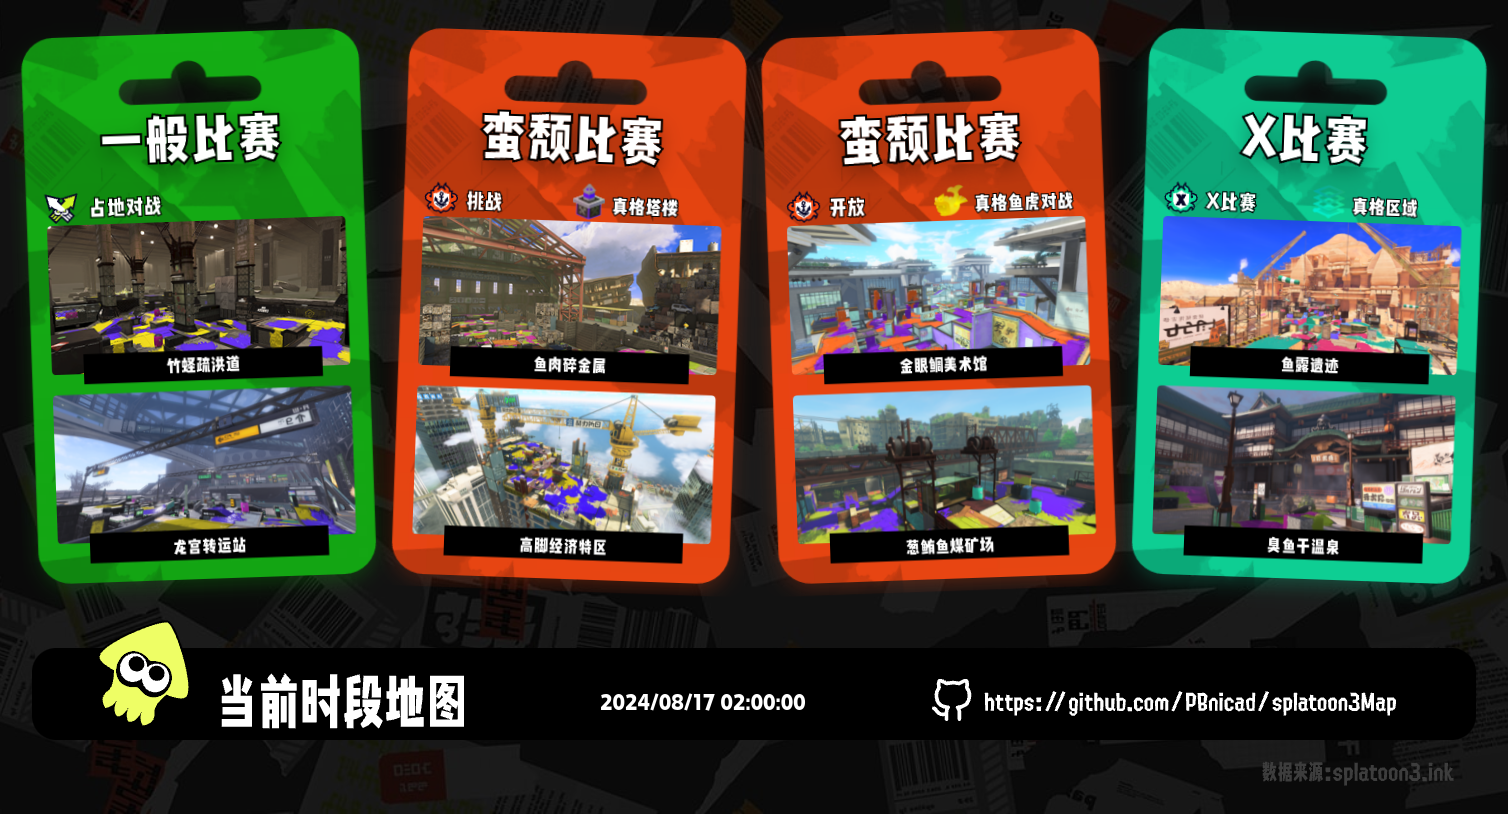 一般比赛
占地对战
竹蛏疏洪道
龙宫转运站
蛮颓比赛
挑战
真格塔楼
鱼肉碎金属
高脚经济特区
蛮颓比赛
开放
真格鱼虎对战
金眼鲷美术馆
葱鲔鱼煤矿场
X比赛
X比赛
真格区域
鱼露遗迹
臭鱼干温泉
当前时段地图
2024/08/17 02:00:00
https://github.com/PBnicad/splatoon3Map
数据来源:splatoon3.ink